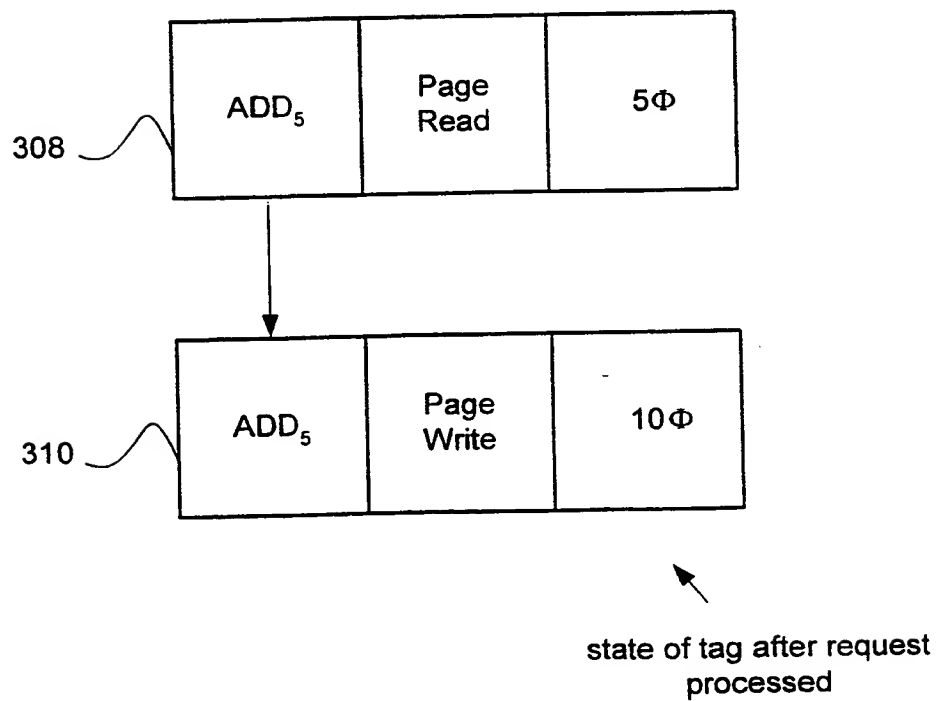 308
ADD₅
Page
Read
5Φ
310
ADD₅
Page
Write
10Φ
state of tag after request
processed